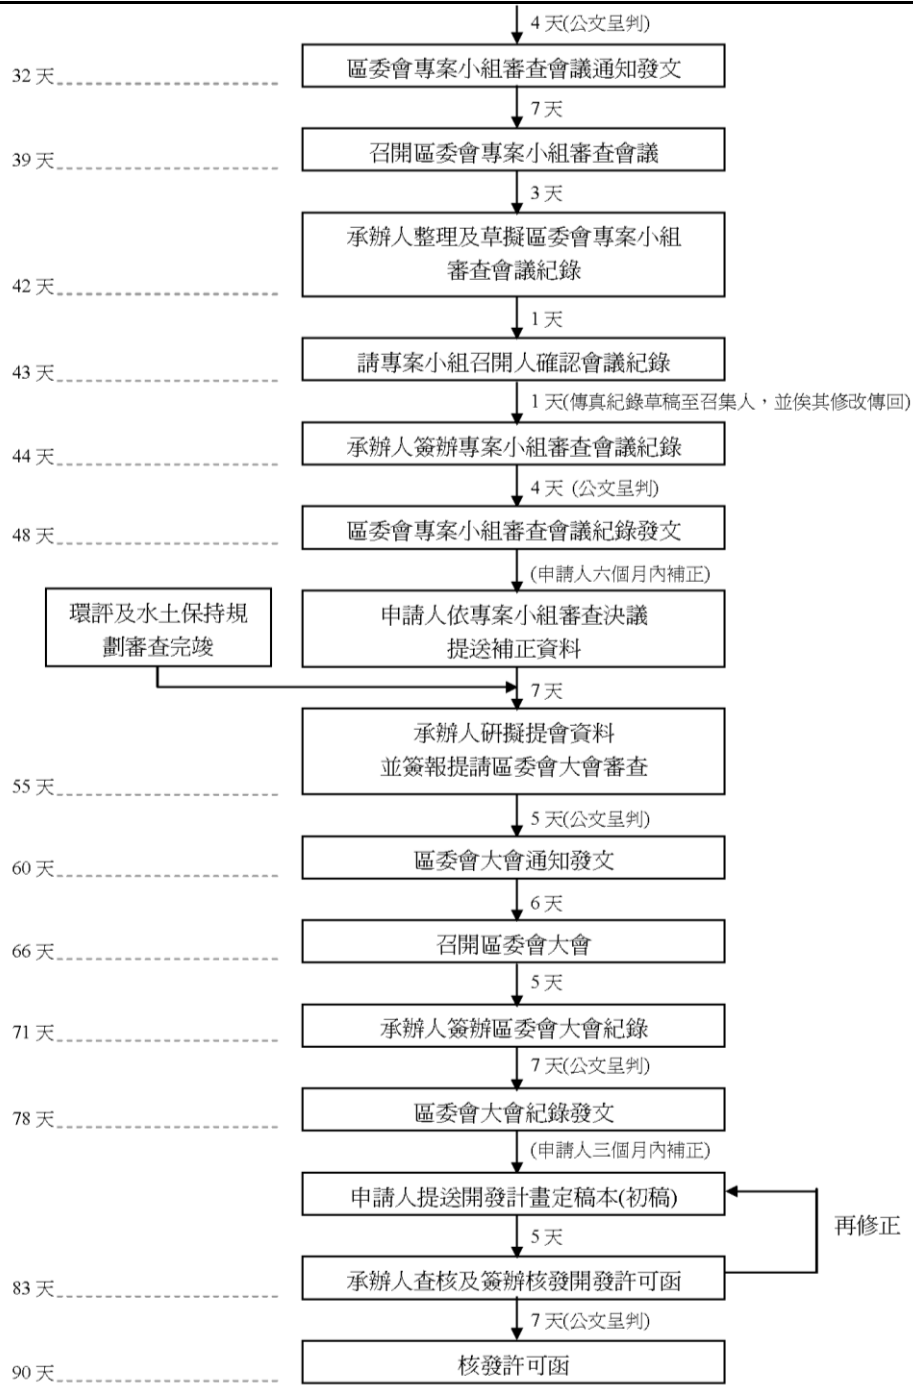 4 天(公文呈判)
32 天
區委會專案小組審查會議通知發文
7 天
39 天
召開區委會專案小組審查會議
3 天
承辦人整理及草擬區委會專案小組
審查會議紀錄
42 天
1 天
43 天
請專案小組召開人確認會議紀錄
1 天(傳真紀錄草稿至召集人，並俟其修改傳回)
44 天
承辦人簽辦專案小組審查會議紀錄
4 天 (公文呈判)
48 天
區委會專案小組審查會議紀錄發文
(申請人六個月內補正)
環評及水土保持規
劃審查完竣
申請人依專案小組審查決議
提送補正資料
7 天
承辦人研擬提會資料
並簽報提請區委會大會審查
55 天
5 天(公文呈判)
60 天
區委會大會通知發文
6 天
66 天
召開區委會大會
5 天
71 天
承辦人簽辦區委會大會紀錄
7 天(公文呈判)
78 天
區委會大會紀錄發文
(申請人三個月內補正)
申請人提送開發計畫定稿本(初稿)
再修正
5 天
83 天
承辦人查核及簽辦核發開發許可函
7 天(公文呈判)
90 天
核發許可函